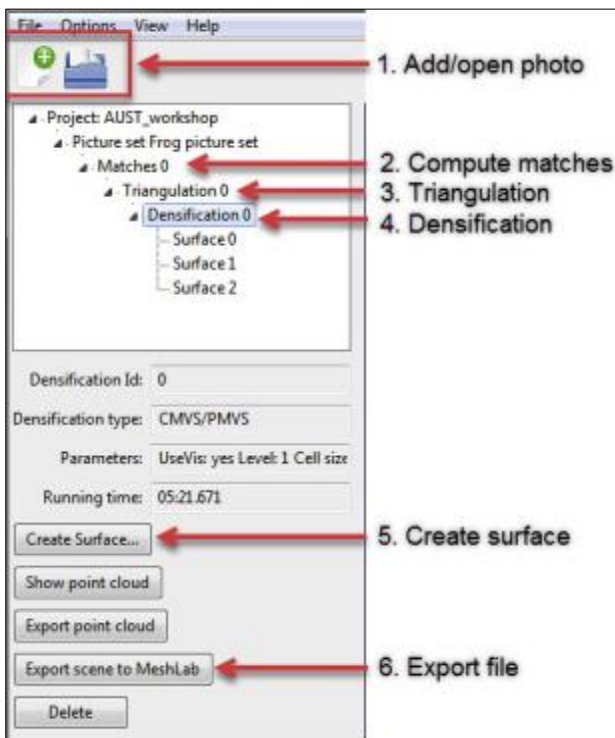 File Options View Help
1. Add/open photo
Project: AUST_workshop
Picture set Frog picture set
Matches 0
2. Compute matches
Triangulation 0
3. Triangulation
Densification 0
4. Densification
Surface 0
Surface 1
Surface 2
Densification Id: 0
Densification type: CMVS/PMVS
Parameters: UseVis: yes Level: 1 Cell size
Running time: 05:21.671
Create Surface...
5. Create surface
Show point cloud
Export point cloud
Export scene to MeshLab
6. Export file
Delete